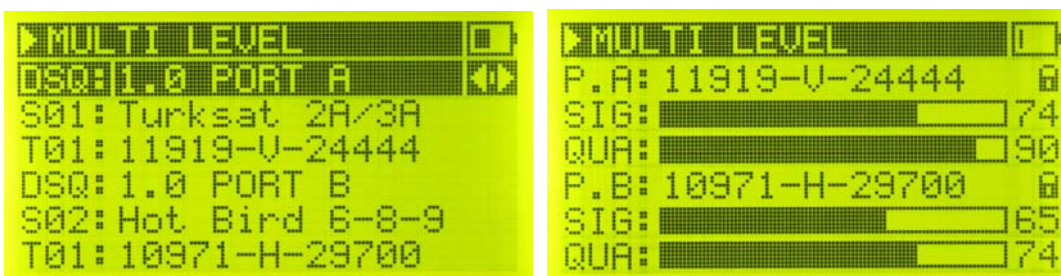 MULTI LEVEL
DSQ: 1.0 PORT A
S01: Turksat 2A/3A
T01: 11919-V-24444
DSQ: 1.0 PORT B
S02: Hot Bird 6-8-9
T01: 10971-H-29700
MULTI LEVEL
P.A: 11919-V-24444
SIG: 74
QUA: 90
P.B: 10971-H-29700
SIG: 65
QUA: 74